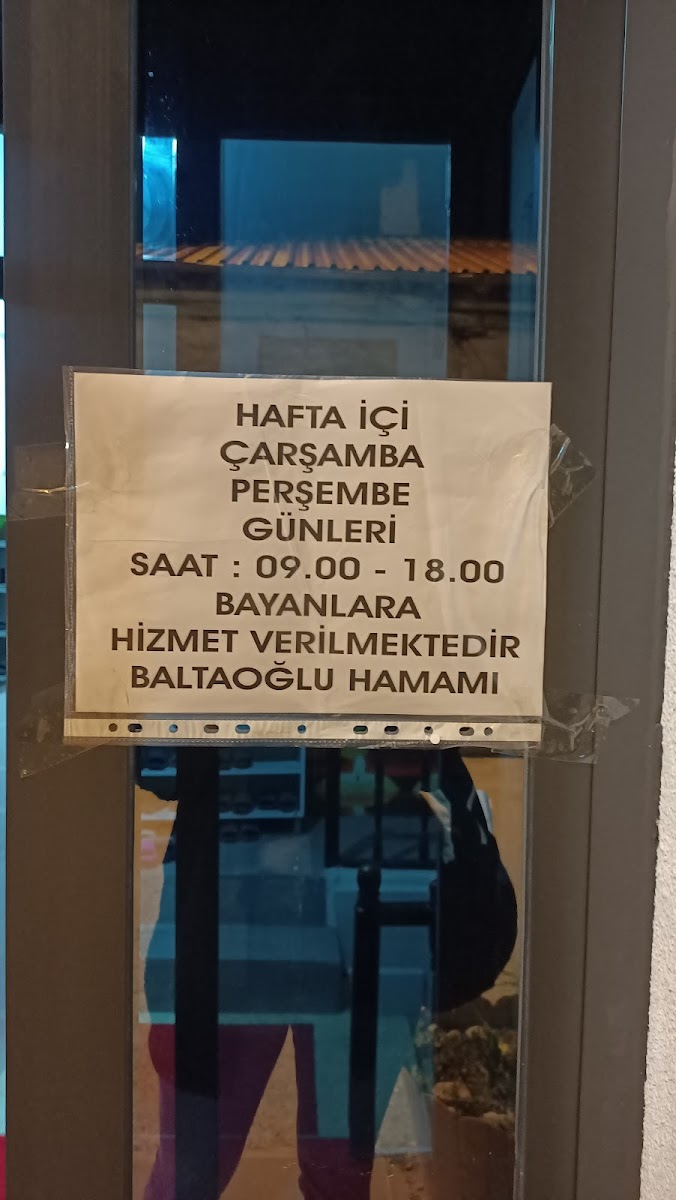 HAFTA İÇİ
ÇARŞAMBA
PERŞEMBE
GÜNLERİ
SAAT : 09.00 - 18.00
BAYANLARA
HİZMET VERİLMEKTEDİR
BALTAOĞLU HAMAMI